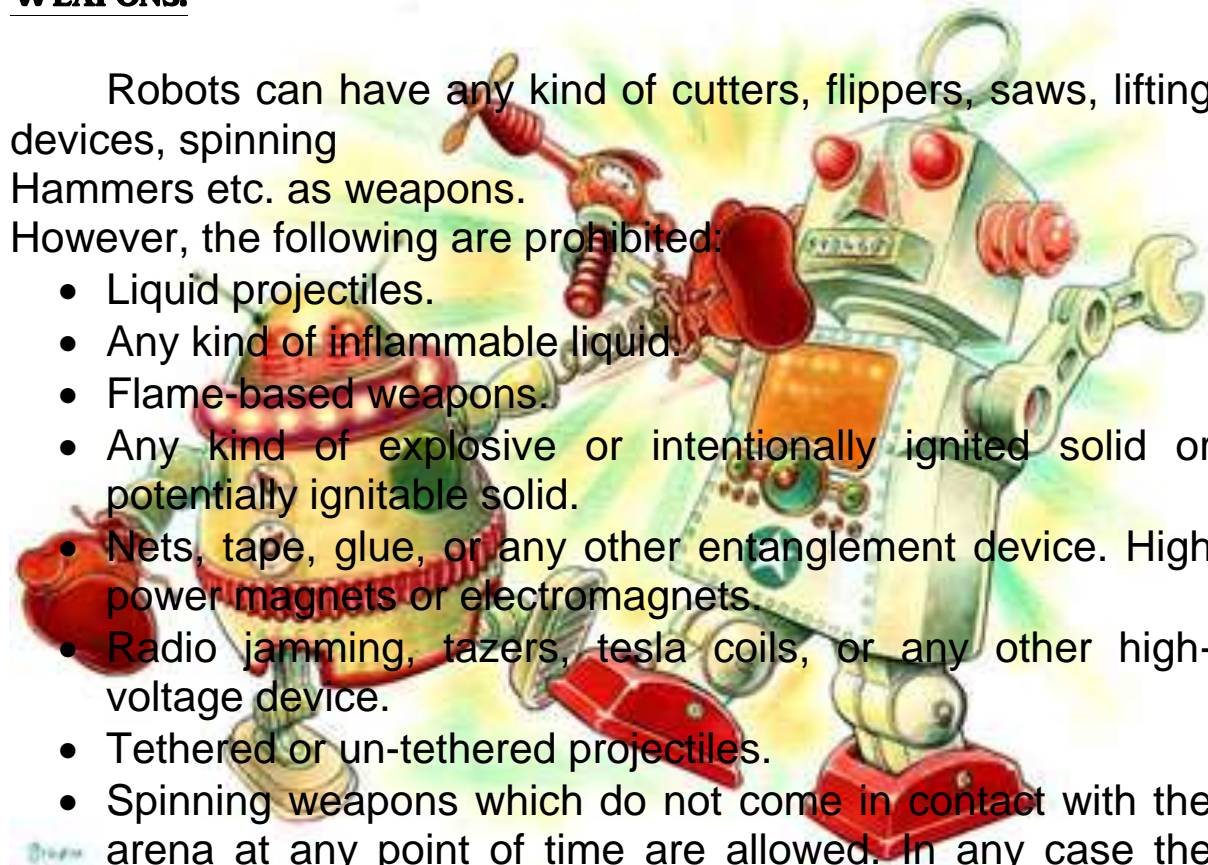 WEAPONS:
Robots can have any kind of cutters, flippers, saws, lifting
devices, spinning
Hammers etc. as weapons.
However, the following are prohibited:
• Liquid projectiles.
• Any kind of inflammable liquid.
• Flame-based weapons.
• Any kind of explosive or intentionally ignited solid or
potentially ignitable solid.
• Nets, tape, glue, or any other entanglement device. High
power magnets or electromagnets.
• Radio jamming, tazers, tesla coils, or any other high-
voltage device.
• Tethered or un-tethered projectiles.
• Spinning weapons which do not come in contact with the
arena at any point of time are allowed. In any case the